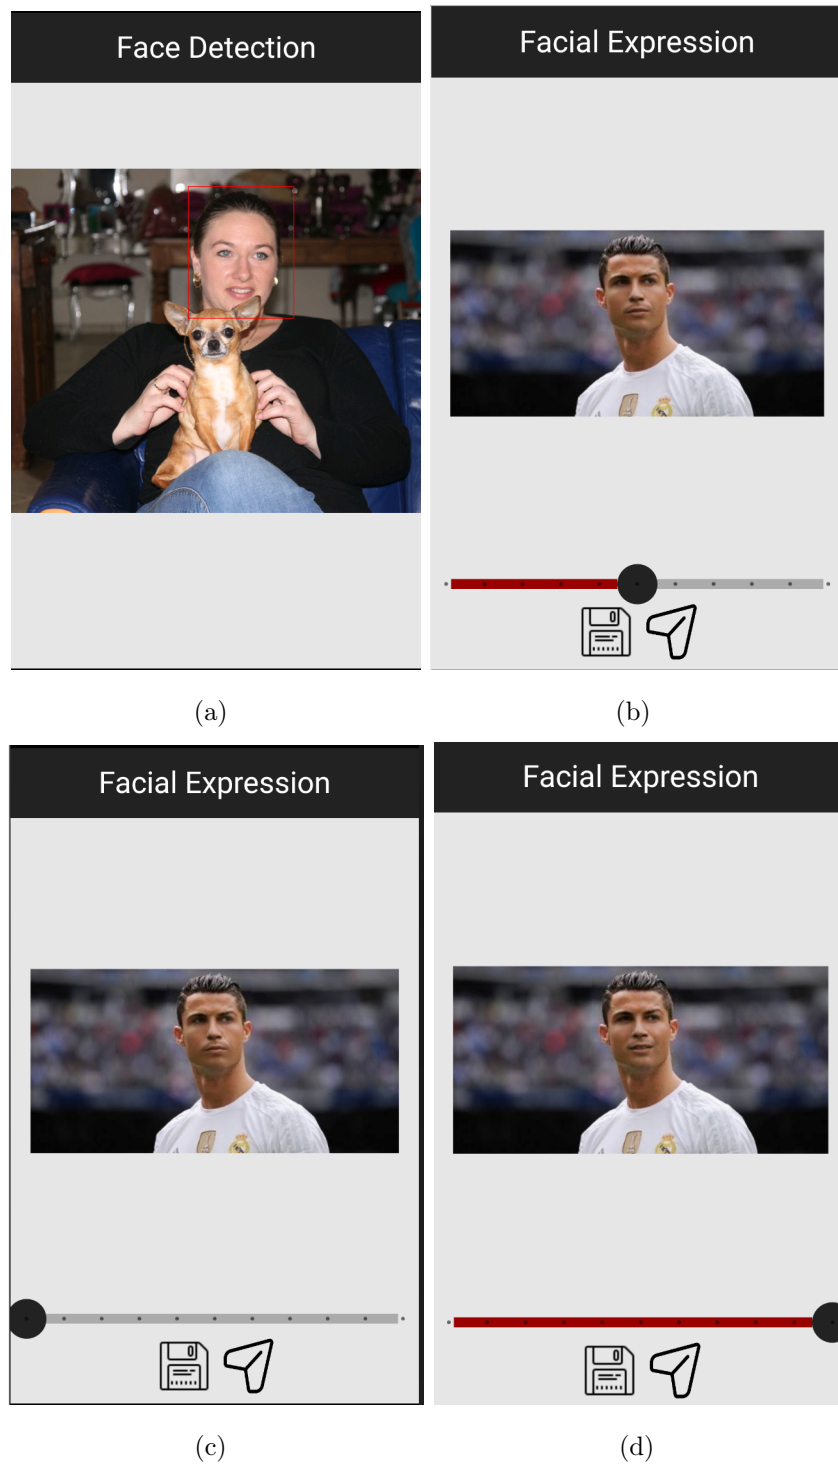 Face Detection
Facial Expression
(a)
(b)
Facial Expression
Facial Expression
(c)
(d)